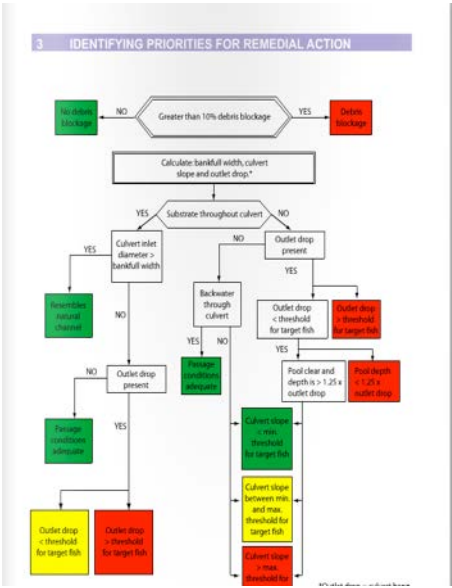 3 IDENTIFYING PRIORITIES FOR REMEDIAL ACTION
No debris
blockage
NO
Greater than 10% debris blockage
YES
Debris
blockage
Calculate: bankfull width, culvert
slope and outlet drop.*
YES
Substrate throughout culvert
NO
YES
Culvert inlet
diameter >
bankfull width
NO
Outlet drop
present
YES
Resembles
natural
channel
NO
Backwater
through
culvert
Outlet drop
< threshold
for target fish
Outlet drop
> threshold
for target fish
YES
NO
YES
NO
Outlet drop
present
Passage
conditions
adequate
Pool clear and
depth is > 1.25 x
outlet drop
Pool depth
< 1.25 x
outlet drop
Passage
conditions
adequate
YES
Culvert slope
< min.
threshold
for target fish
Culvert slope
between min.
and max.
threshold for
target fish
Outlet drop
< threshold
for target fish
Outlet drop
> threshold
for target fish
Culvert slope
> max.
threshold for